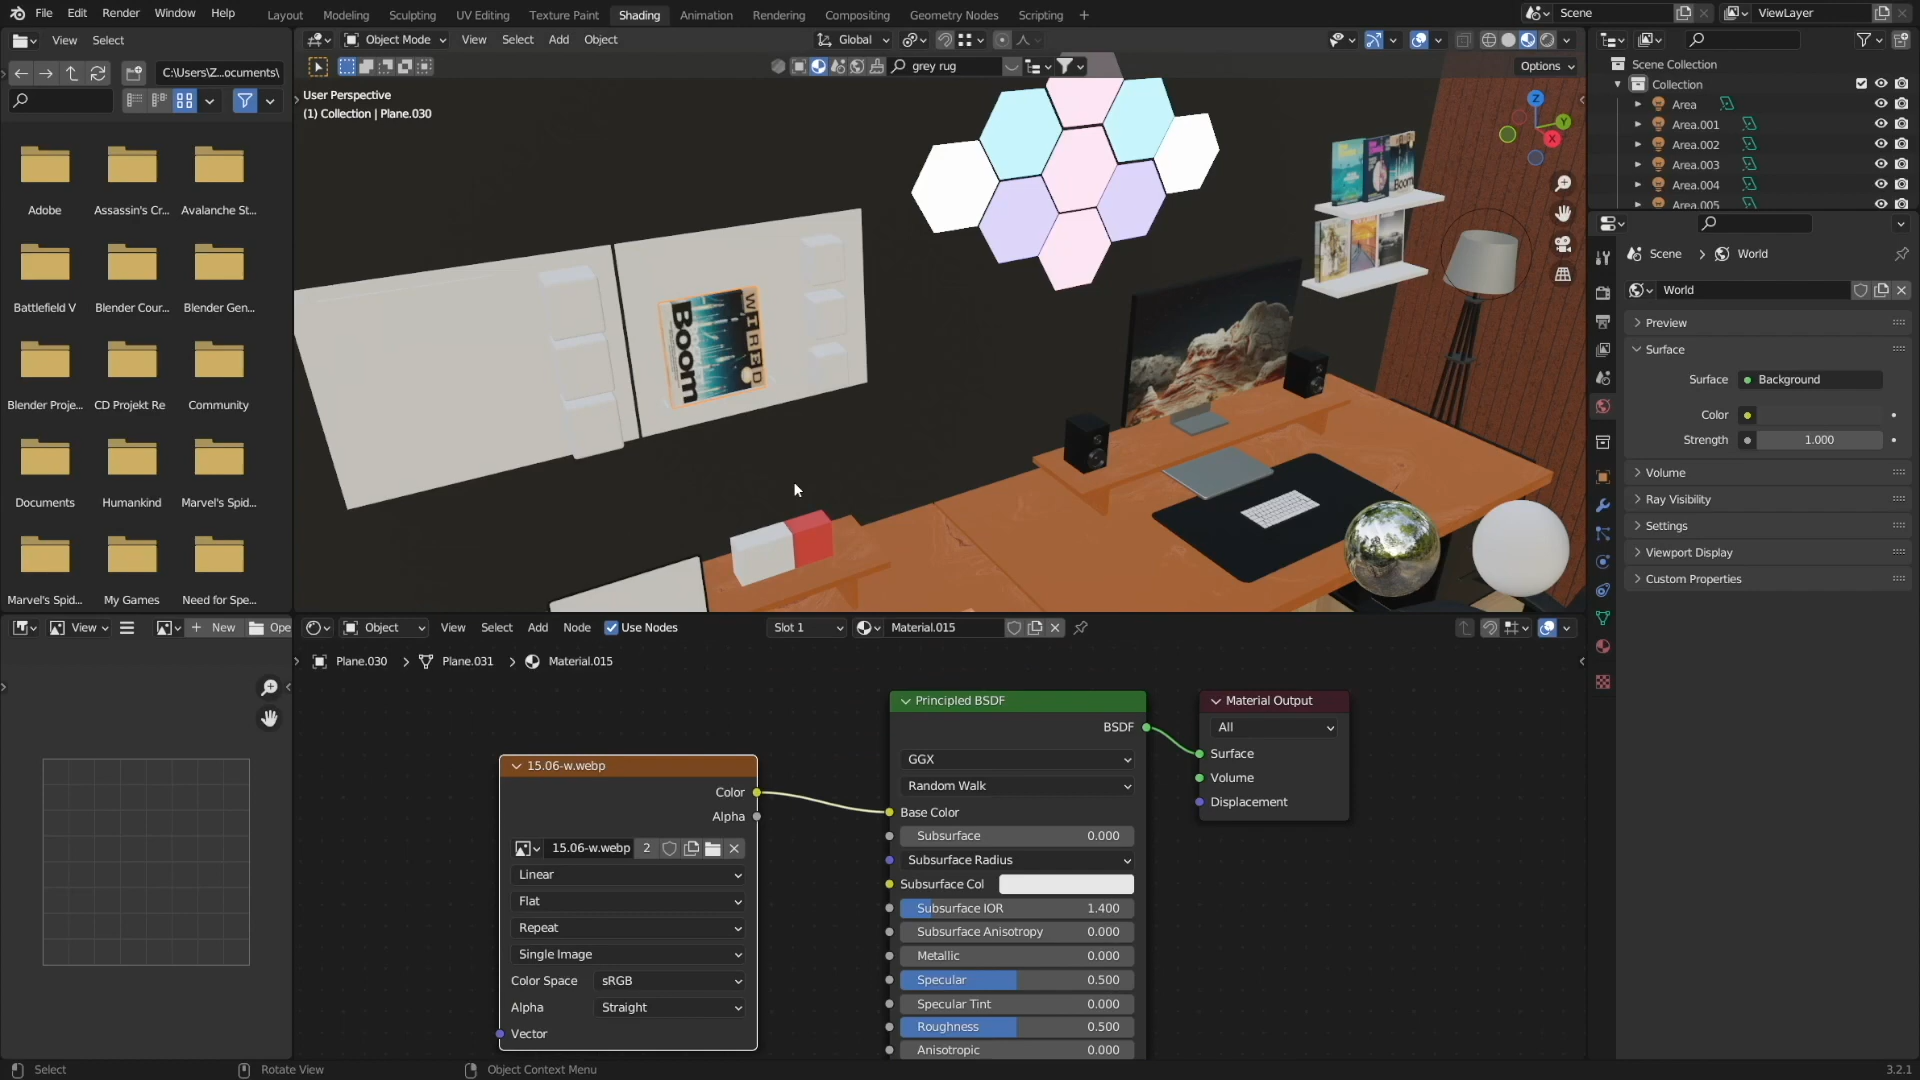 File Edit Render Window Help Layout Modeling Sculpting UV Editing Texture Paint Shading Animation Rendering Compositing Geometry Nodes Scripting + Scene ViewLayer
View Select
Object Mode View Select Add Object Global
C:\Users\Z...ocuments\
grey rug Options
User Perspective
(1) Collection | Plane.030
Adobe Assassin's Cr... Avalanche St...
Battlefield V Blender Cour... Blender Gen...
Blender Proje... CD Projekt Re Community
Documents Humankind Marvel's Spid...
Marvel's Spid... My Games Need for Spe...
WIRED
Boom
Boom
Z
Y
X
Scene Collection
Collection
Area
Area.001
Area.002
Area.003
Area.004
Area.005
Scene > World
World
Preview
Surface
Surface Background
Color
Strength 1.000
Volume
Ray Visibility
Settings
Viewport Display
Custom Properties
View + New Ope
Object View Select Add Node Use Nodes Slot 1 Material.015
Plane.030 > Plane.031 > Material.015
15.06-w.webp
Color
Alpha
15.06-w.webp 2
Linear
Flat
Repeat
Single Image
Color Space sRGB
Alpha Straight
Vector
Principled BSDF
BSDF
GGX
Random Walk
Base Color
Subsurface 0.000
Subsurface Radius
Subsurface Col
Subsurface IOR 1.400
Subsurface Anisotropy 0.000
Metallic 0.000
Specular 0.500
Specular Tint 0.000
Roughness 0.500
Anisotropic 0.000
Material Output
All
Surface
Volume
Displacement
Select Rotate View Object Context Menu 3.2.1